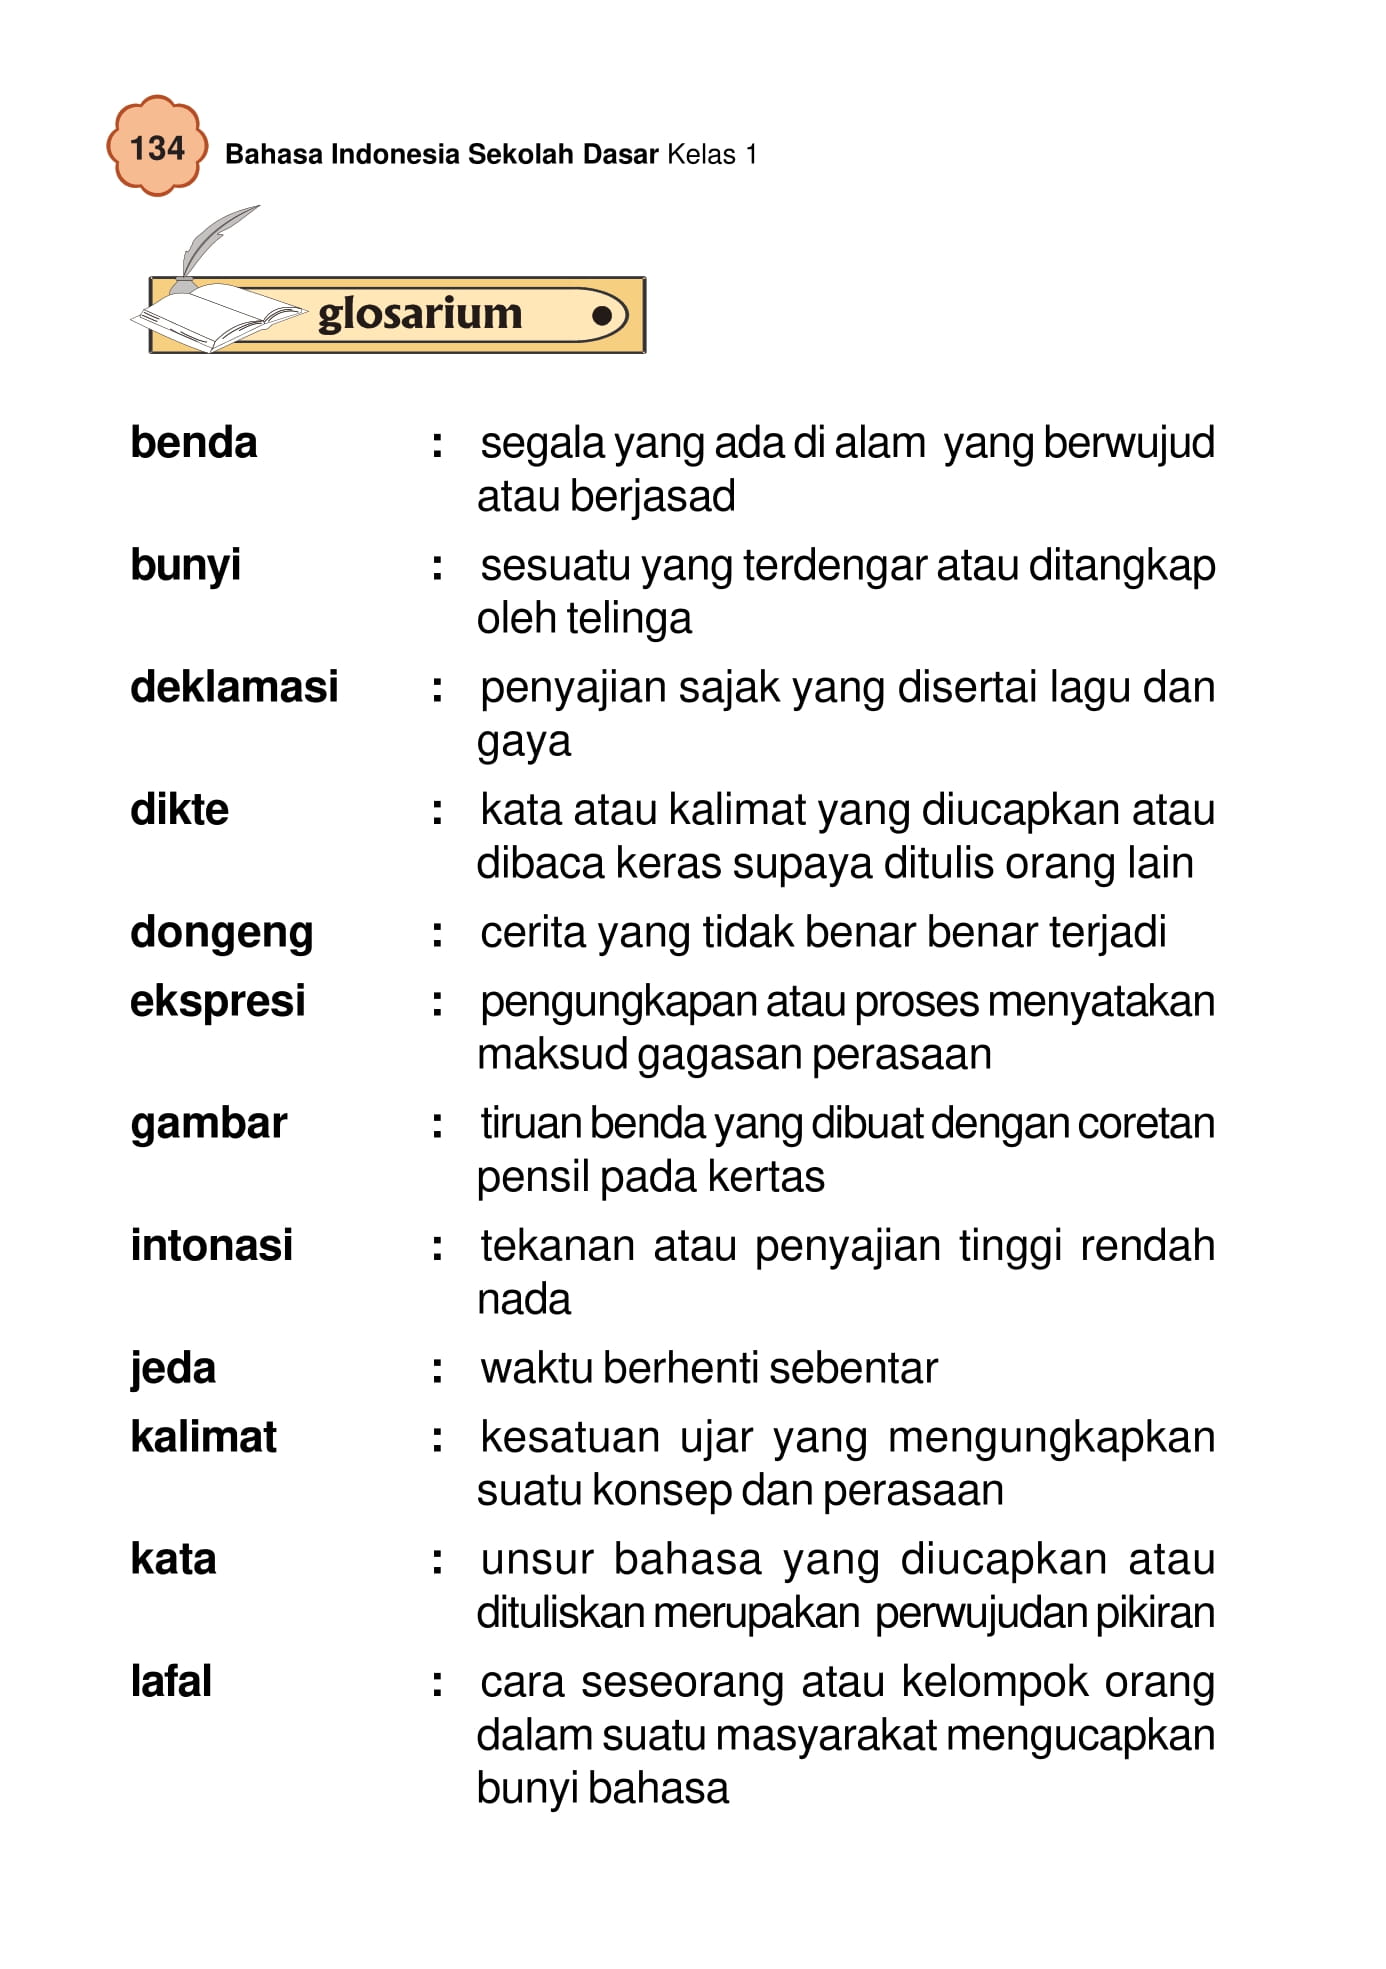 134
Bahasa Indonesia Sekolah Dasar Kelas 1
glosarium
benda : segala yang ada di alam yang berwujud
atau berjasad
bunyi : sesuatu yang terdengar atau ditangkap
oleh telinga
deklamasi : penyajian sajak yang disertai lagu dan
gaya
dikte : kata atau kalimat yang diucapkan atau
dibaca keras supaya ditulis orang lain
dongeng : cerita yang tidak benar benar terjadi
ekspresi : pengungkapan atau proses menyatakan
maksud gagasan perasaan
gambar : tiruan benda yang dibuat dengan coretan
pensil pada kertas
intonasi : tekanan atau penyajian tinggi rendah
nada
jeda : waktu berhenti sebentar
kalimat : kesatuan ujar yang mengungkapkan
suatu konsep dan perasaan
kata : unsur bahasa yang diucapkan atau
dituliskan merupakan perwujudan pikiran
lafal : cara seseorang atau kelompok orang
dalam suatu masyarakat mengucapkan
bunyi bahasa